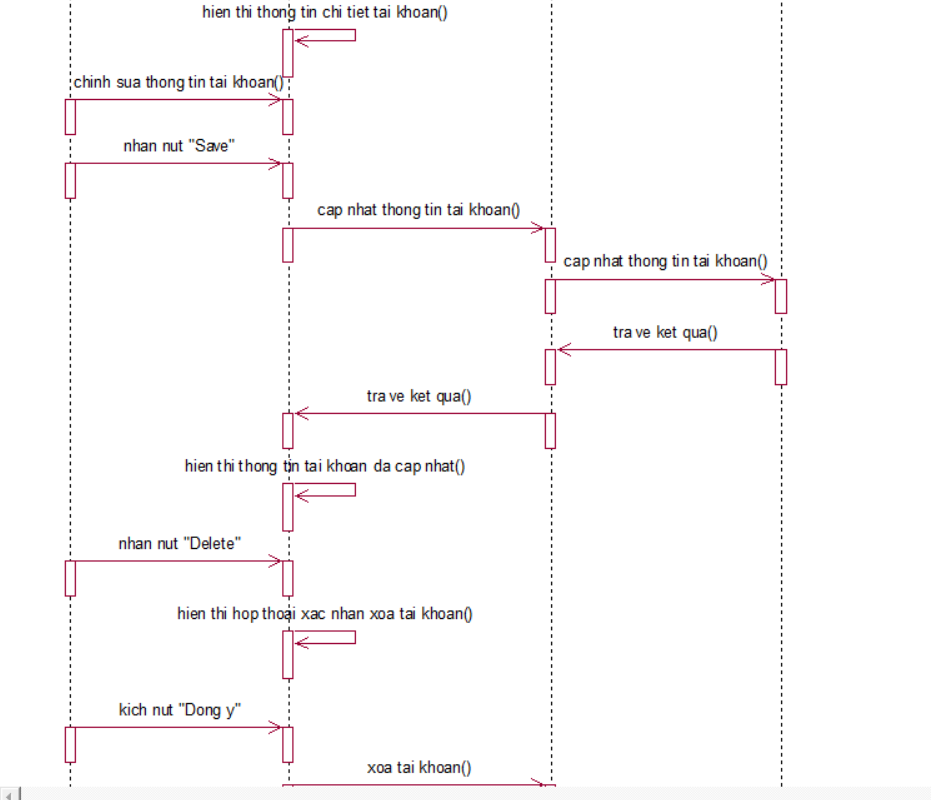 hien thi thong tin chi tiet tai khoan()
chinh sua thong tin tai khoan()
nhan nut "Save"
cap nhat thong tin tai khoan()
cap nhat thong tin tai khoan()
tra ve ket qua()
tra ve ket qua()
hien thi thong tin tai khoan da cap nhat()
nhan nut "Delete"
hien thi hop thoai xac nhan xoa tai khoan()
kich nut "Dong y"
xoa tai khoan()